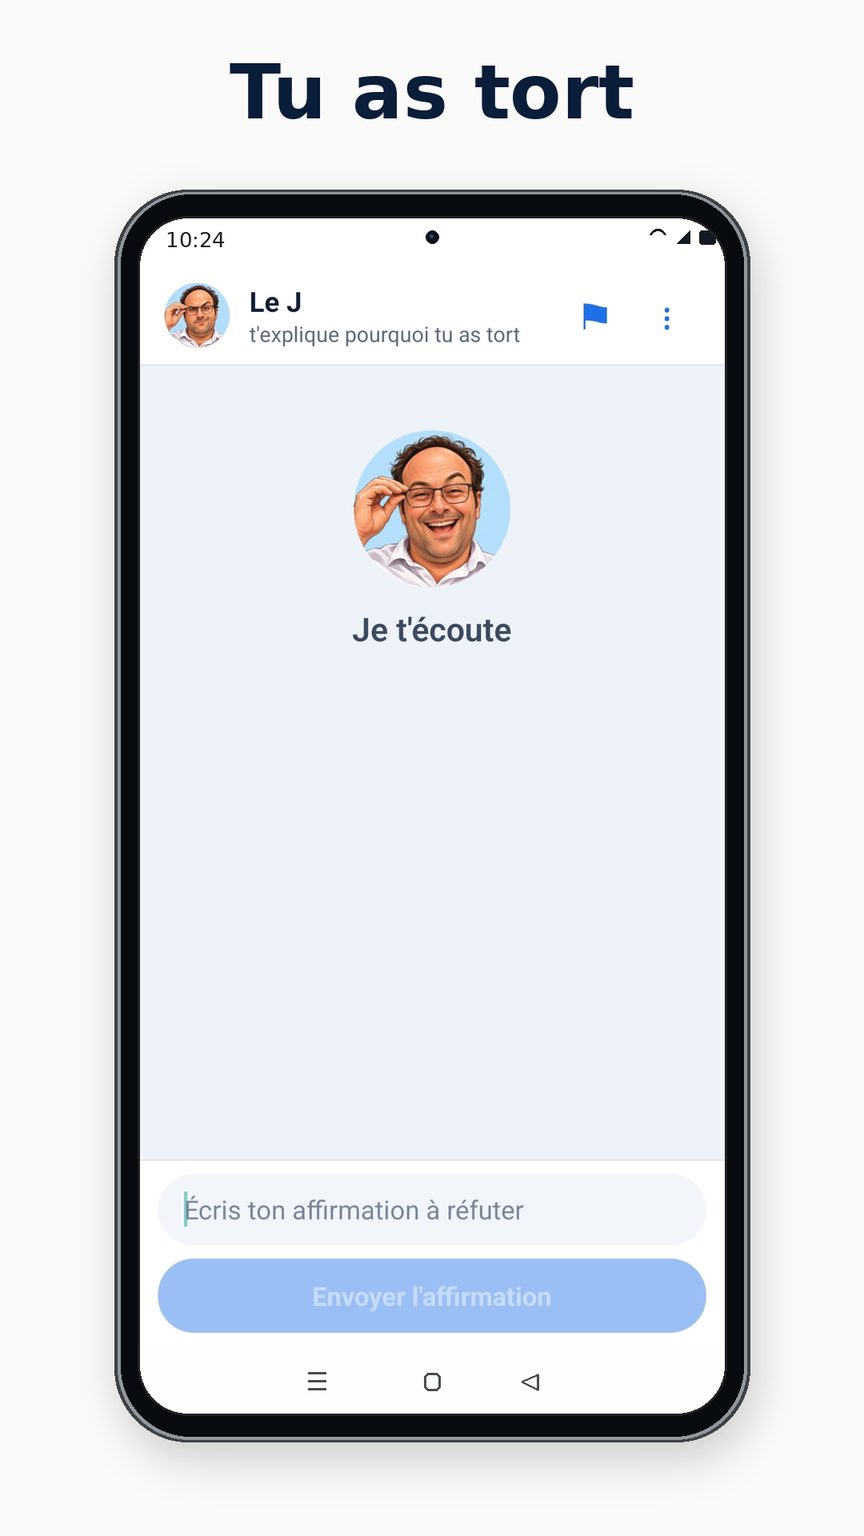 Tu as tort
10:24
Le J
t'explique pourquoi tu as tort
Je t'écoute
Écris ton affirmation à réfuter
Envoyer l'affirmation